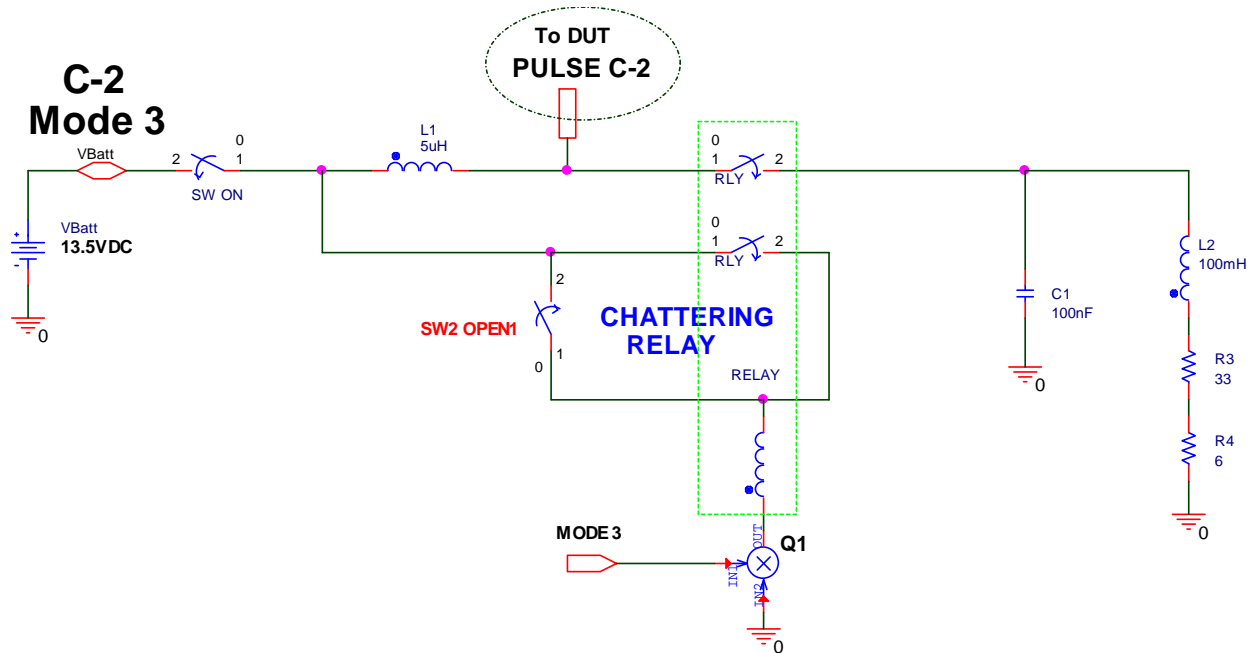 To DUT
PULSE C-2
C-2
Mode 3
VBatt
2
0
1
SW ON
L1
5uH
0
1
2
RLY
VBatt
13.5VDC
+
-
0
0
1
2
RLY
2
SW2 OPEN1
0
1
CHATTERING
RELAY
RELAY
C1
100nF
0
L2
100mH
R3
33
R4
6
0
MODE 3
IN1
OUT
IN2
Q1
0